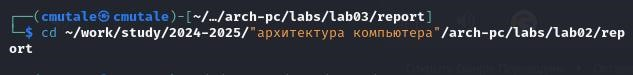 ┌──(cmutale㉿cmutale)-[~/…/arch-pc/labs/lab03/report]
└─$ cd ~/work/study/2024-2025/"архитектура компьютера"/arch-pc/labs/lab02/rep
ort